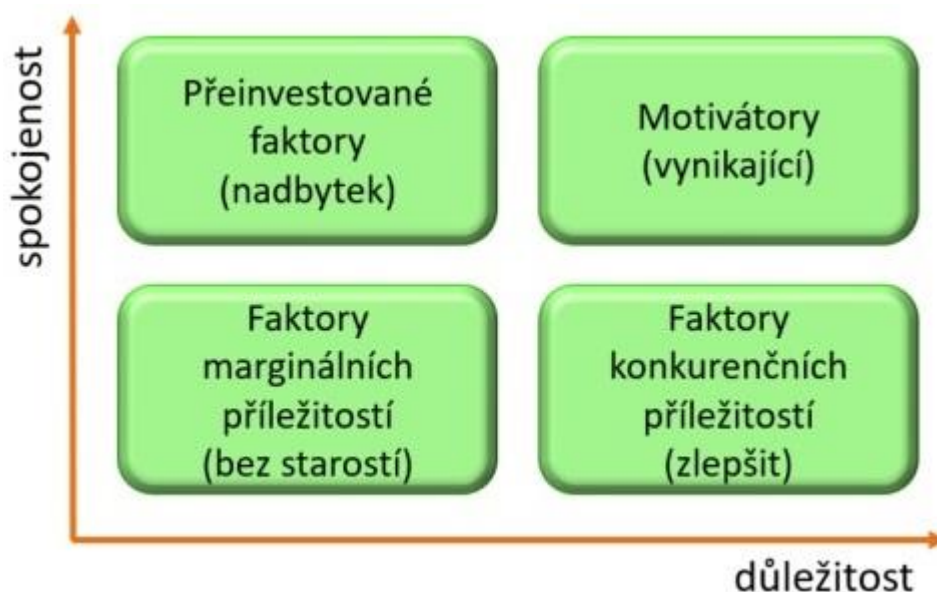 spokojenost
Přeinvestované
faktory
(nadbytek)
Motivátory
(vynikající)
Faktory
marginálních
příležitostí
(bez starostí)
Faktory
konkurenčních
příležitostí
(zlepšit)
důležitost